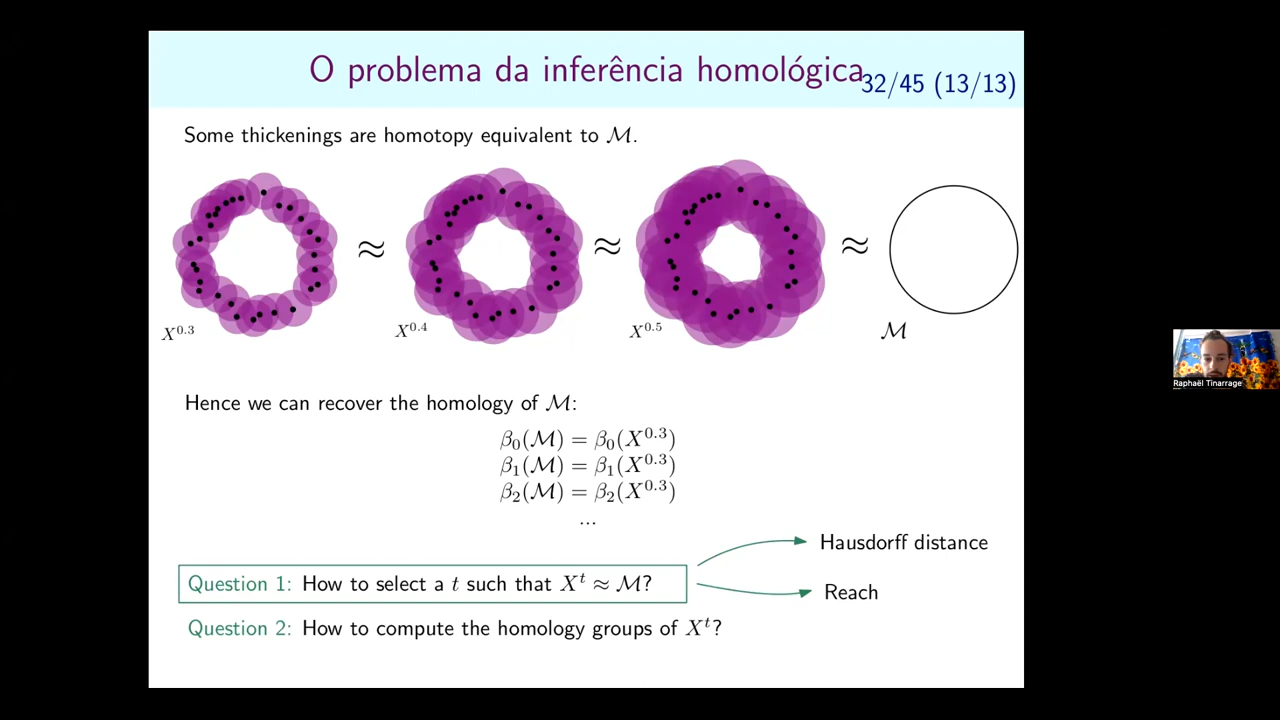 O problema da inferência homológica
32/45 (13/13)
Some thickenings are homotopy equivalent to ℳ.
≈ ≈ ≈
X^0.3 X^0.4 X^0.5 ℳ
Hence we can recover the homology of ℳ:
β₀(ℳ) = β₀(X^0.3)
β₁(ℳ) = β₁(X^0.3)
β₂(ℳ) = β₂(X^0.3)
...
Hausdorff distance
Question 1: How to select a t such that X^t ≈ ℳ?
Reach
Question 2: How to compute the homology groups of X^t?
Raphaël Tinarrage